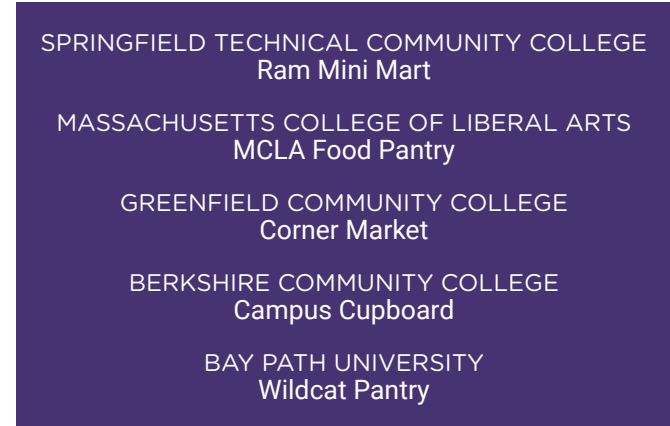 SPRINGFIELD TECHNICAL COMMUNITY COLLEGE
Ram Mini Mart
MASSACHUSETTS COLLEGE OF LIBERAL ARTS
MCLA Food Pantry
GREENFIELD COMMUNITY COLLEGE
Corner Market
BERKSHIRE COMMUNITY COLLEGE
Campus Cupboard
BAY PATH UNIVERSITY
Wildcat Pantry